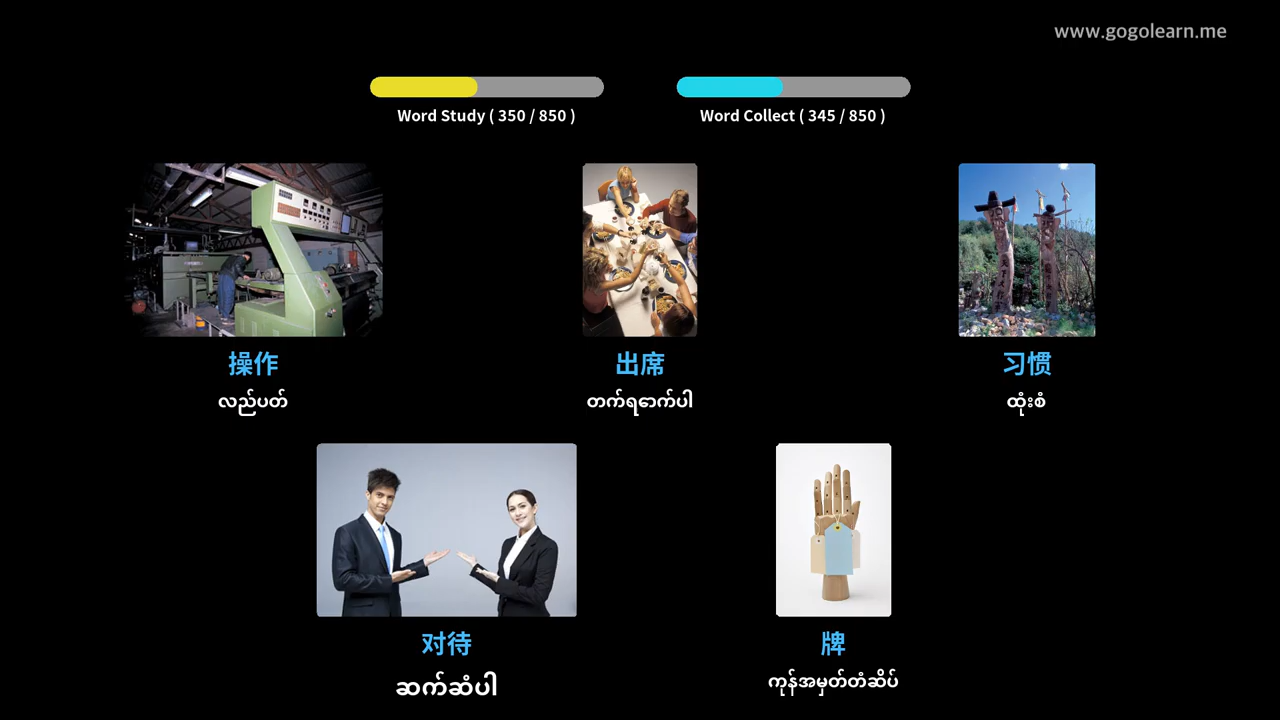 www.gogolearn.me
Word Study ( 350 / 850 )
Word Collect ( 345 / 850 )
操作
လည်ပတ်
出席
တက်ရောက်ပါ
习惯
ထုံးစံ
对待
ဆက်ဆံပါ
牌
ကုန်အမှတ်တံဆိပ်